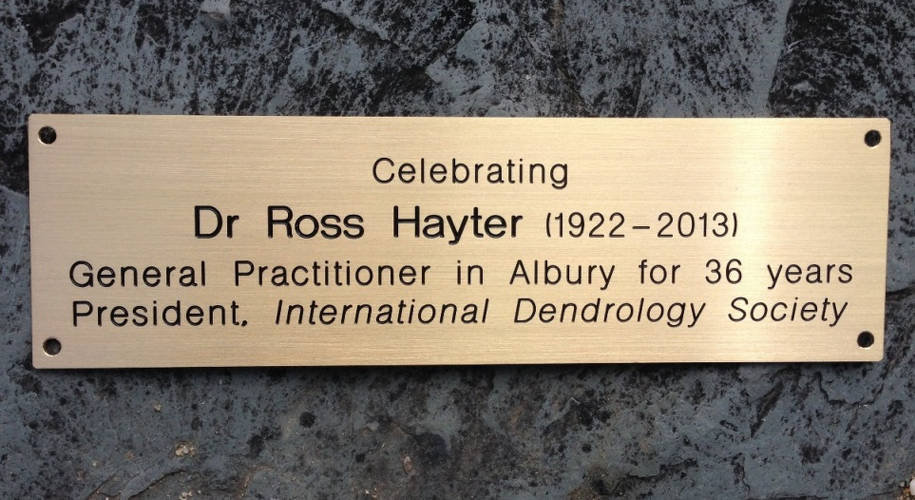 Celebrating
Dr Ross Hayter (1922–2013)
General Practitioner in Albury for 36 years
President, International Dendrology Society